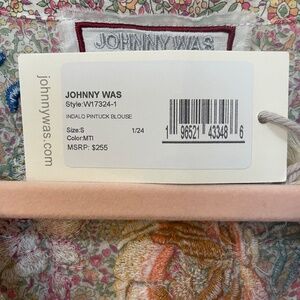 JOHNNY WAS
johnnywas.com
JOHNNY WAS
Style:W17324-1
INDALO PINTUCK BLOUSE
Size:S 1/24
Color:MTI
MSRP: $255
1 96521 43348 6